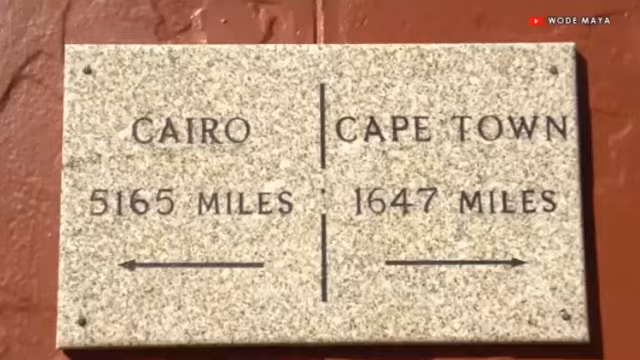 WODE MAYA
CAIRO
5165 MILES
CAPE TOWN
1647 MILES